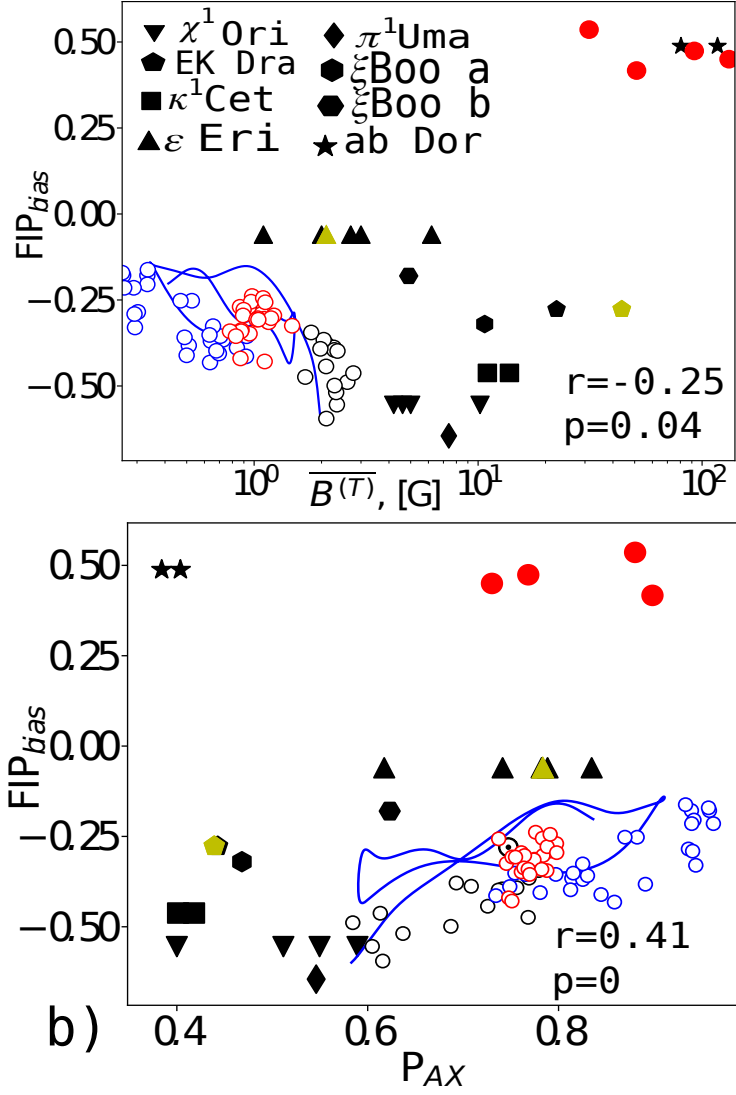 χ¹Ori π¹Uma
EK Dra ξBoo a
κ¹Cet ξBoo b
ε Eri ab Dor
0.50
0.25
0.00
−0.25
−0.50
FIP_bias
r=-0.25
p=0.04
10⁰ 10¹ 10²
B^(T), [G]
0.50
0.25
0.00
−0.25
−0.50
FIP_bias
r=0.41
p=0
b)
0.4 0.6 0.8
P_AX